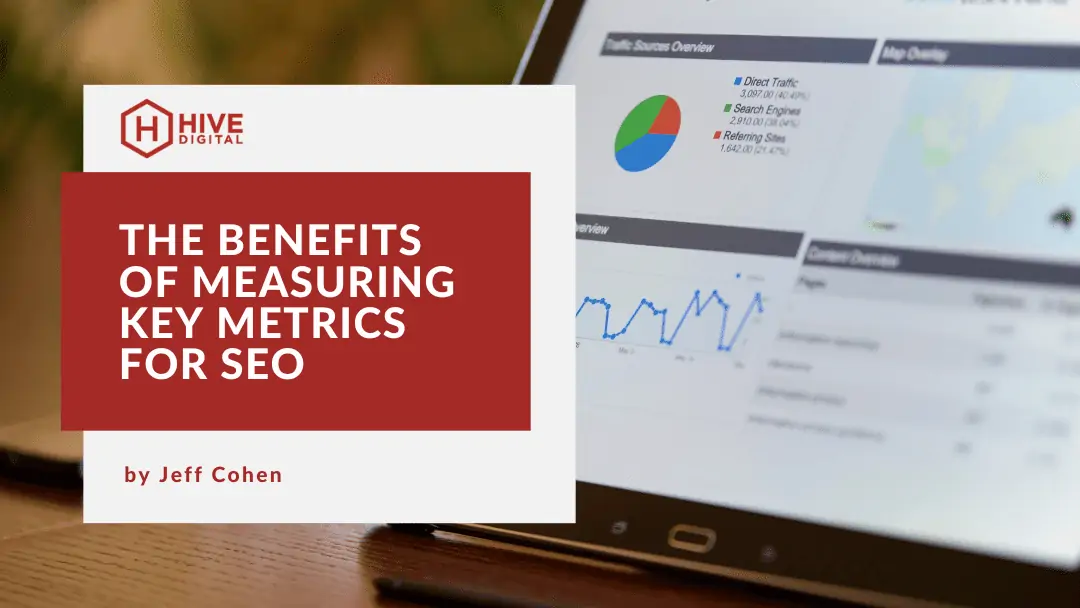 HIVE
DIGITAL
THE BENEFITS
OF MEASURING
KEY METRICS
FOR SEO
by Jeff Cohen
Traffic Sources Overview
Map Overlay
Direct Traffic
3,097.00 (40.49%)
Search Engines
2,910.00 (38.04%)
Referring Sites
1,642.00 (21.47%)
Content Overview
Pages